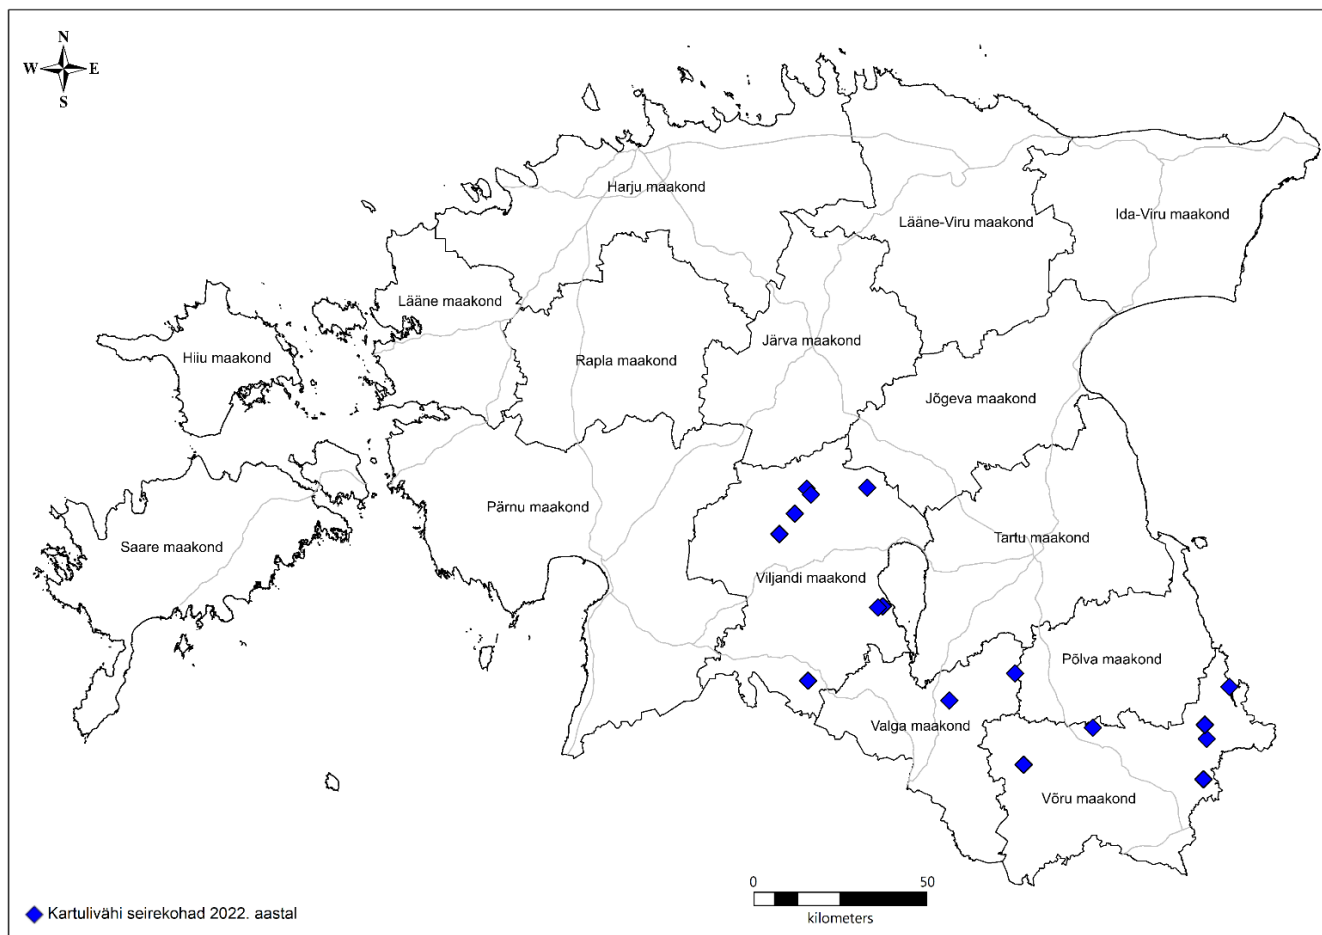 N
W E
S
Harju maakond
Lääne-Viru maakond
Ida-Viru maakond
Lääne maakond
Hiiu maakond
Rapla maakond
Järva maakond
Jõgeva maakond
Pärnu maakond
Saare maakond
Tartu maakond
Viljandi maakond
Põlva maakond
Valga maakond
Võru maakond
0 50
kilometers
Kartulivähi seirekohad 2022. aastal